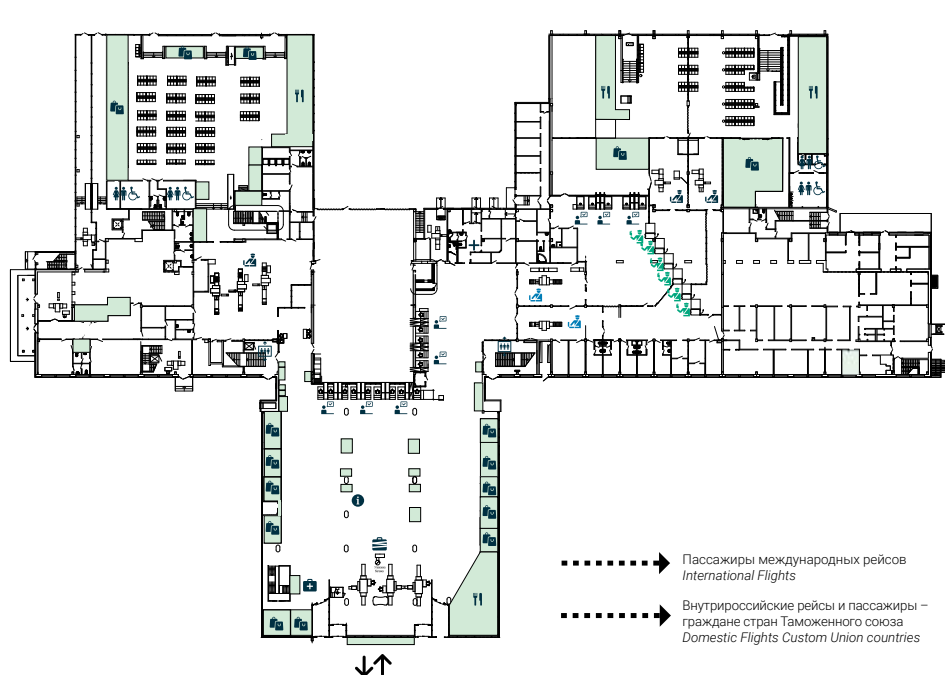 Пассажиры международных рейсов
International Flights
Внутрироссийские рейсы и пассажиры –
граждане стран Таможенного союза
Domestic Flights Custom Union countries